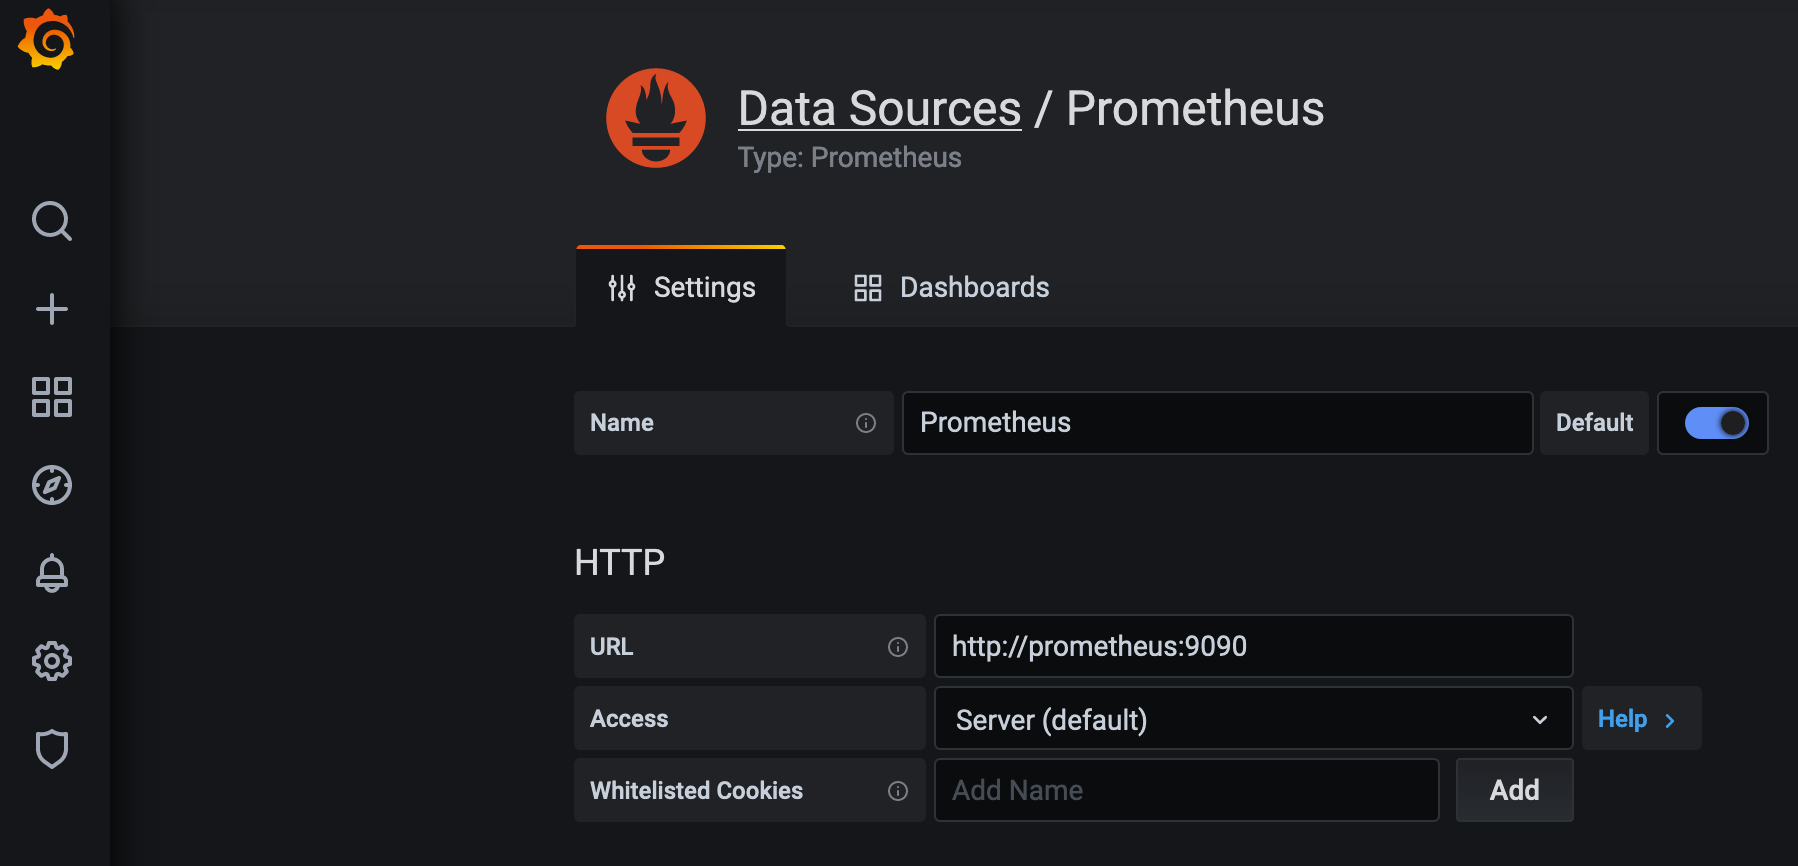 Data Sources / Prometheus
Type: Prometheus
Settings
Dashboards
Name
Prometheus
Default
HTTP
URL
http://prometheus:9090
Access
Server (default)
Help
Whitelisted Cookies
Add Name
Add